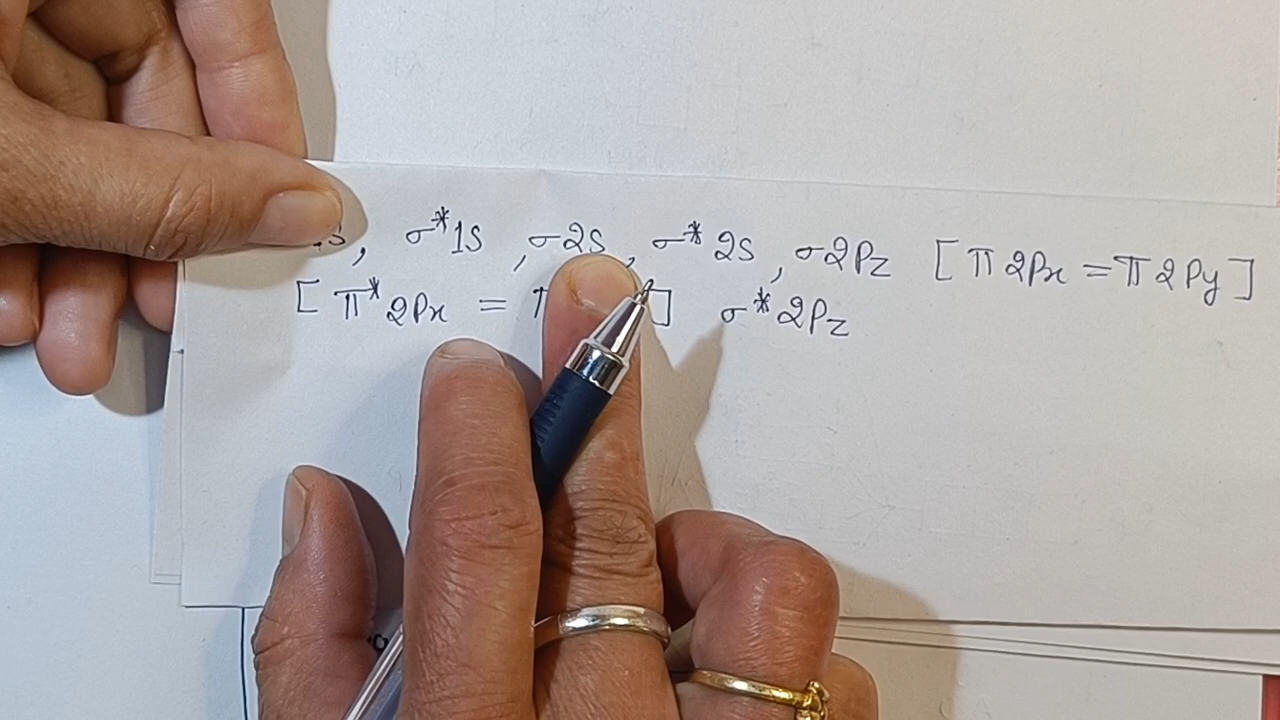 σ*1s, σ2s, σ*2s, σ2Pz [π2Px = π2Py]
[π*2Px = ] σ*2Pz